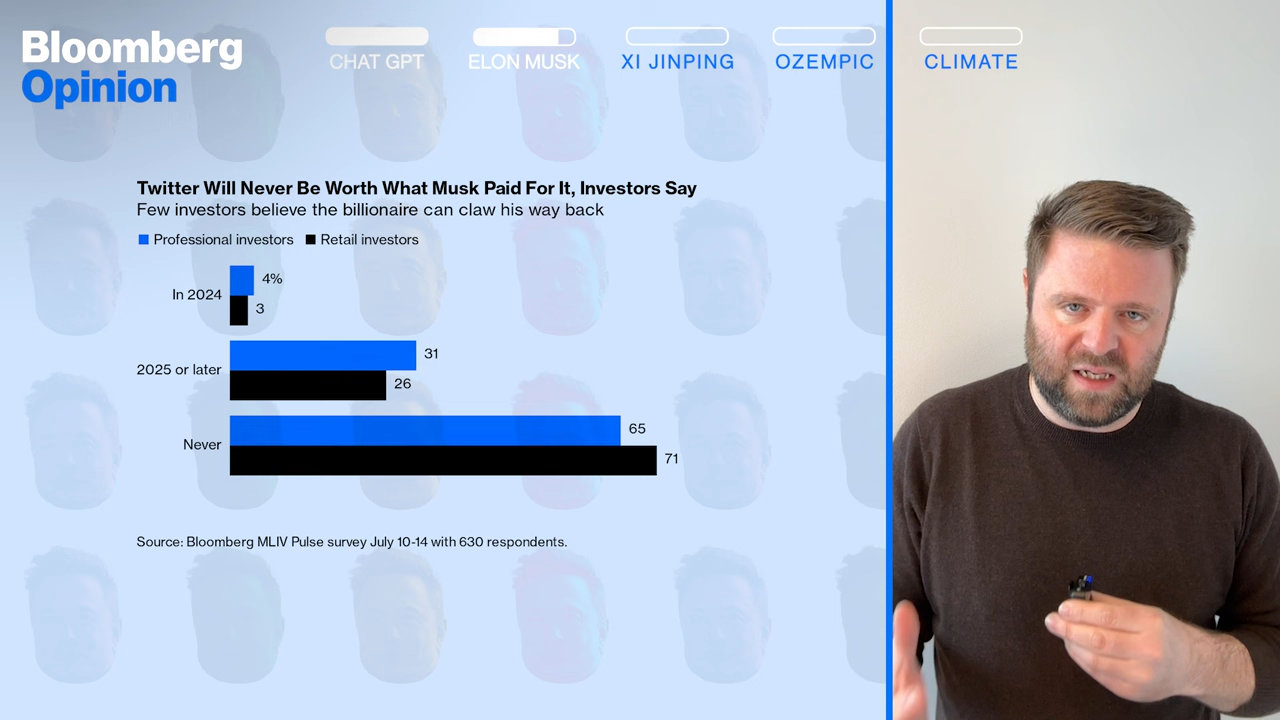 Bloomberg
Opinion
CHAT GPT
ELON MUSK
XI JINPING
OZEMPIC
CLIMATE
Twitter Will Never Be Worth What Musk Paid For It, Investors Say
Few investors believe the billionaire can claw his way back
Professional investors
Retail investors
In 2024
4%
3
2025 or later
31
26
Never
65
71
Source: Bloomberg MLIV Pulse survey July 10-14 with 630 respondents.